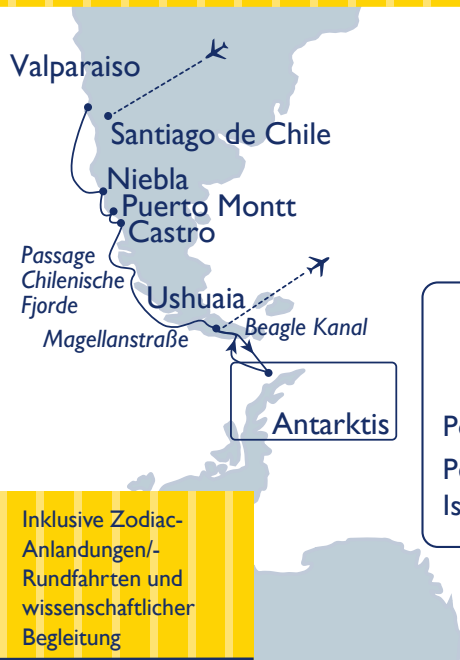 Valparaiso
Santiago de Chile
Niebla
Puerto Montt
Castro
Passage
Chilenische
Fjorde
Ushuaia
Magellanstraße
Beagle Kanal
Antarktis
Inklusive Zodiac-
Anlandungen/-
Rundfahrten und
wissenschaftlicher
Begleitung